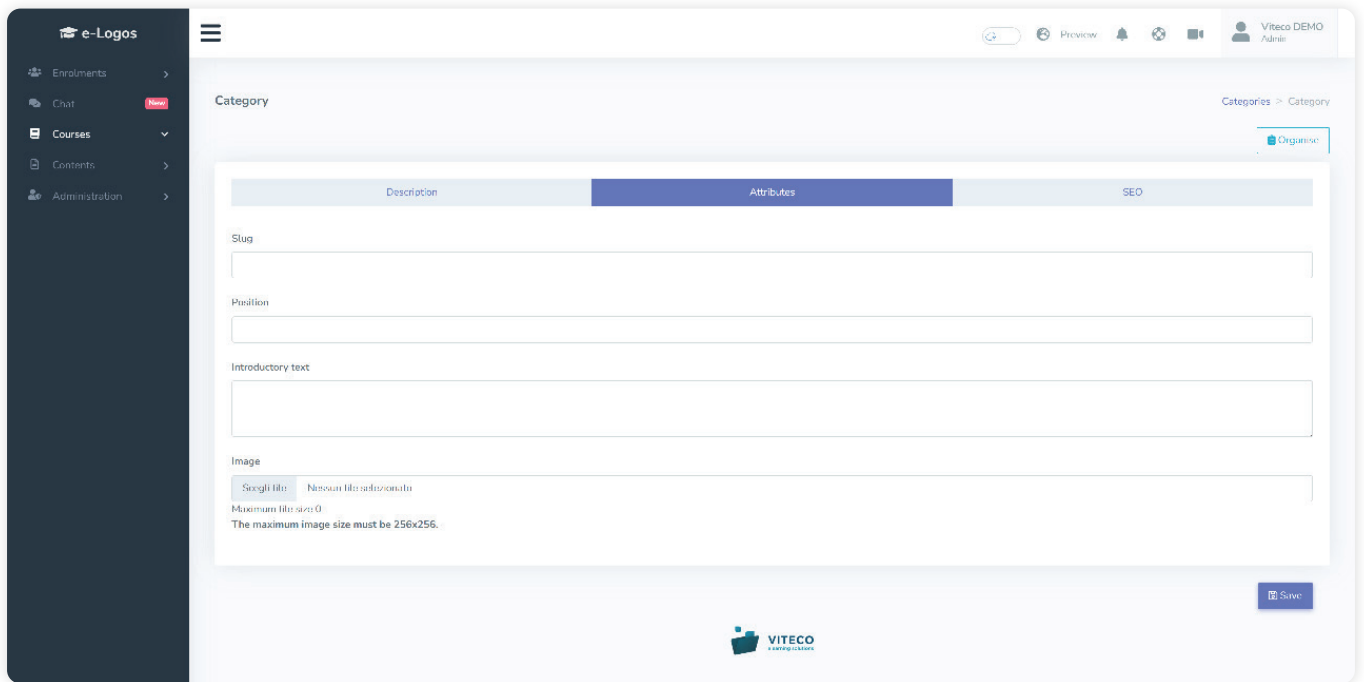 e-Logos
Preview
Viteco DEMO
Admin
Enrolments
Chat
New
Courses
Contents
Administration
Category
Categories > Category
Organise
Description
Attributes
SEO
Slug
Position
Introductory text
Image
Scegli file
Nessun file selezionato
Maximum file size 0
The maximum image size must be 256x256.
Save
VITECO
eLearning solutions